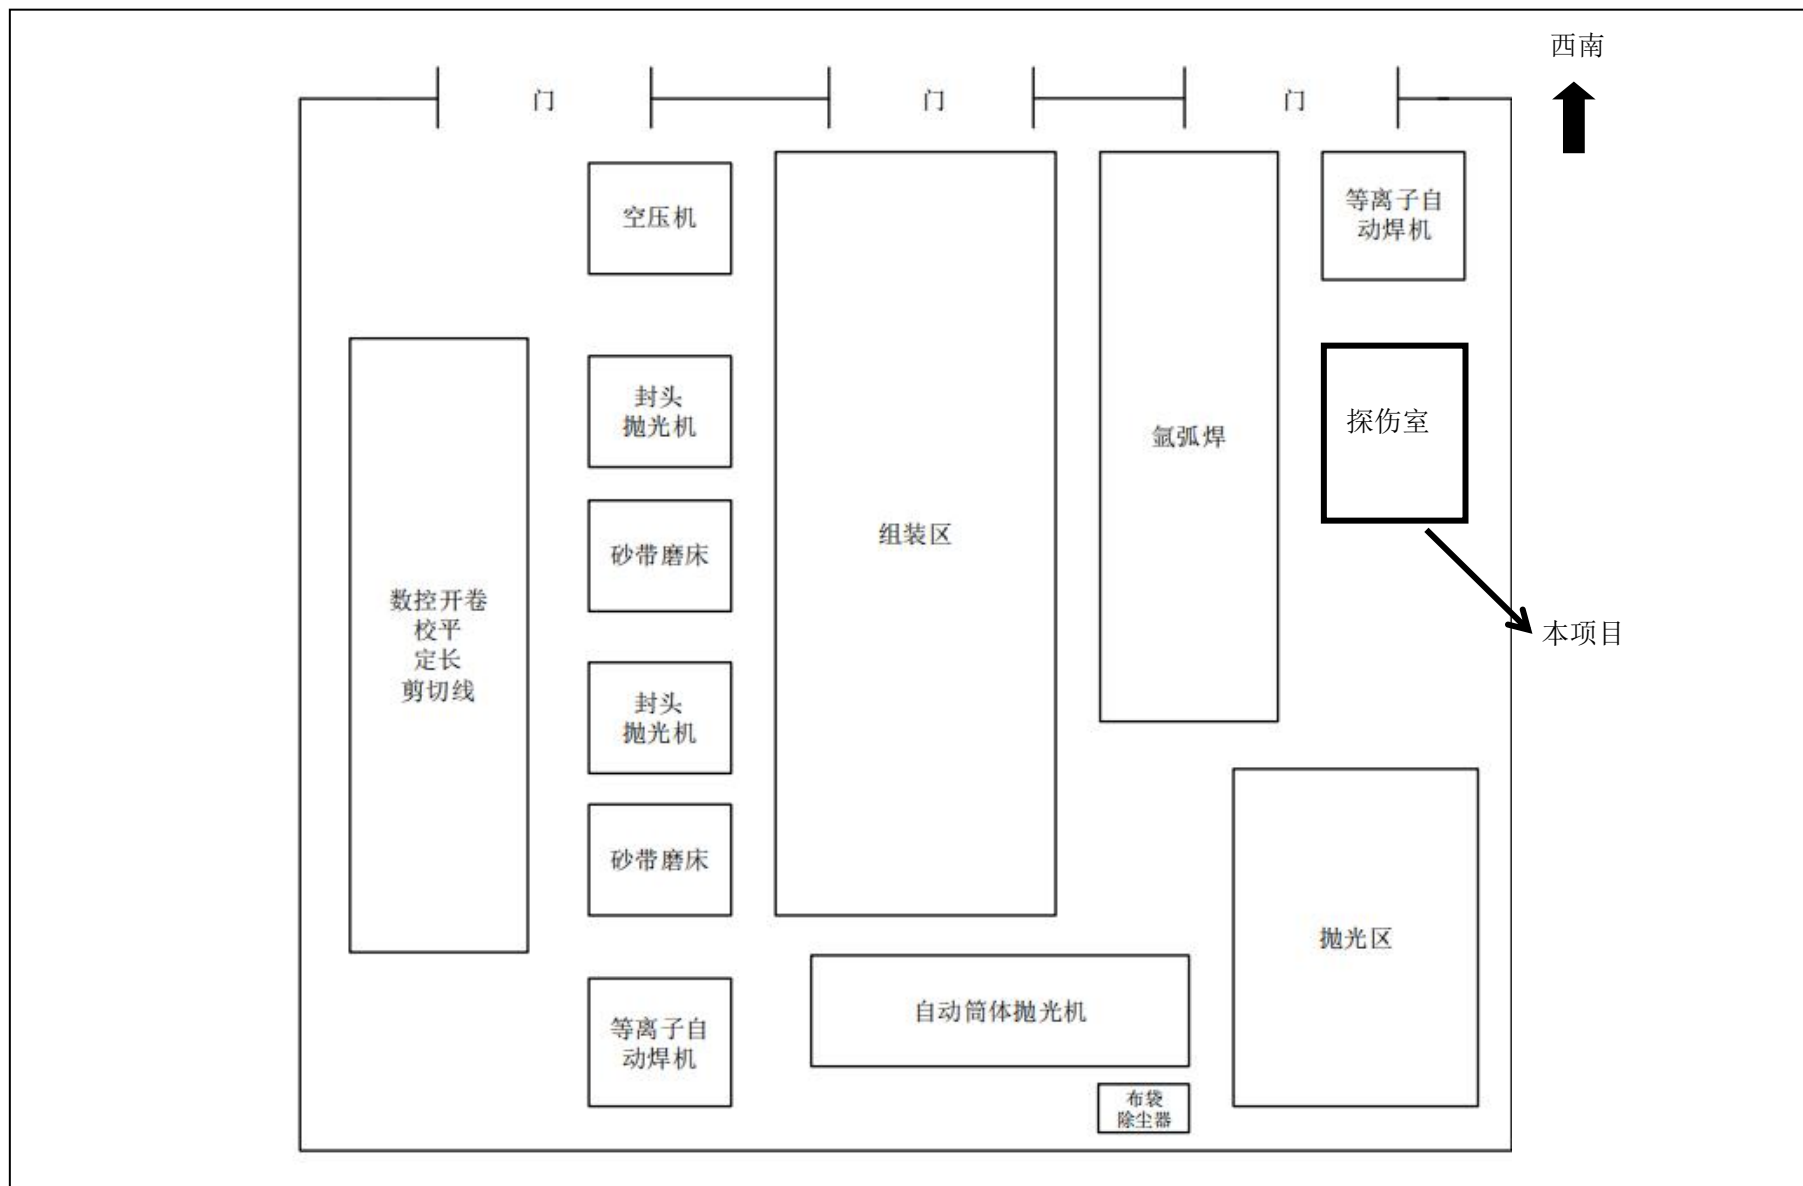 西南
门
门
门
空压机
等离子自
动焊机
封头
抛光机
探伤室
氩弧焊
组装区
砂带磨床
数控开卷
校平
定长
剪切线
本项目
封头
抛光机
砂带磨床
抛光区
自动筒体抛光机
等离子自
动焊机
布袋
除尘器